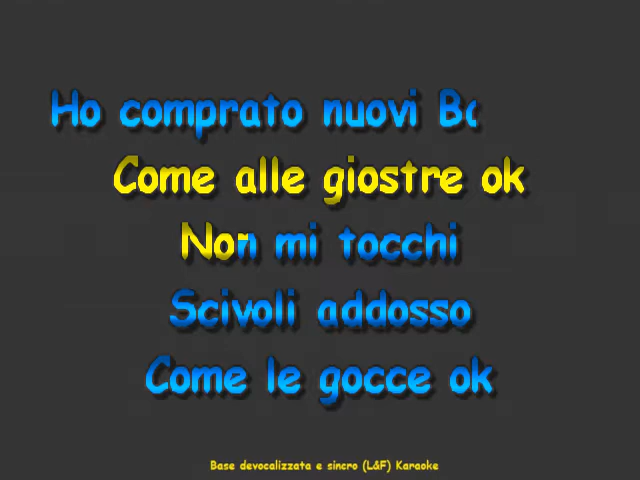 Ho comprato nuovi
Come alle giostre ok
Non mi tocchi
Scivoli addosso
Come le gocce ok
Base devocalizzata e sincro (L&F) Karaoke